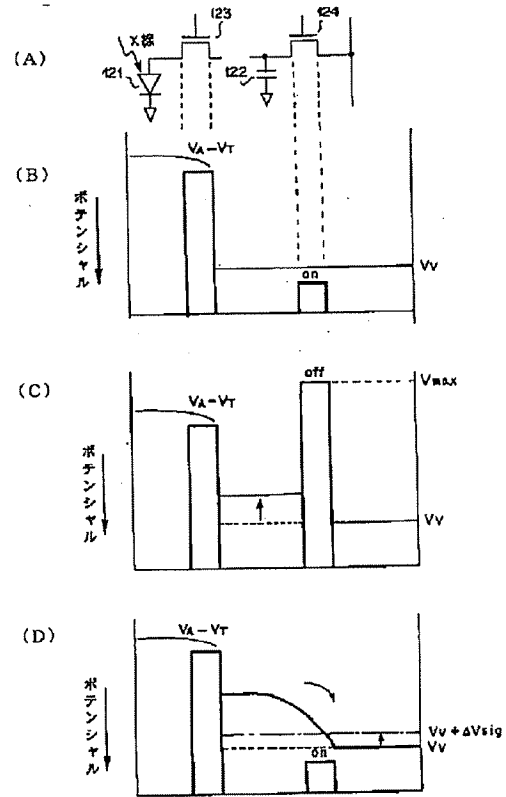 (A)
X線
121
123
122
124
(B)
VA-VT
ポテンシャル
on
Vv
(C)
VA-VT
off
Vmax
ポテンシャル
Vv
(D)
VA-VT
ポテンシャル
on
Vv+ΔVsig
Vv